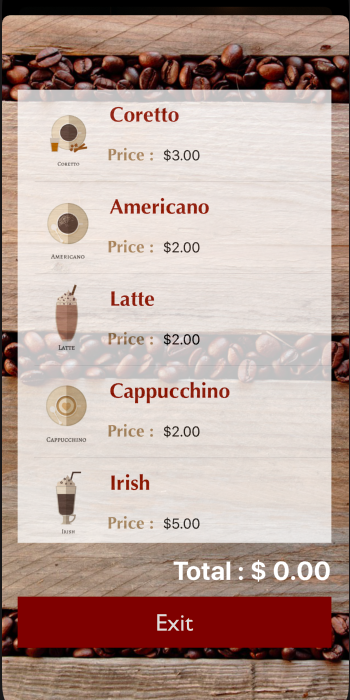 Coretto
Price : $3.00
Coretto
Americano
Price : $2.00
Americano
Latte
Price : $2.00
Latte
Cappucchino
Price : $2.00
Cappucchino
Irish
Price : $5.00
Irish
Total : $ 0.00
Exit